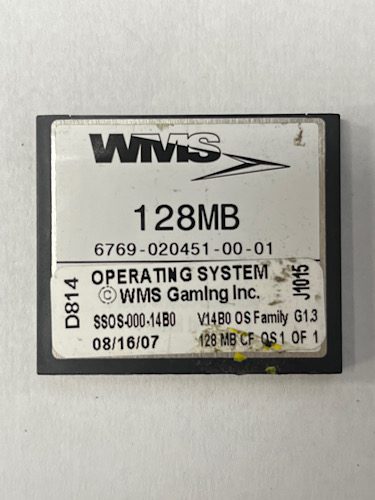 WMS
128MB
6769-020451-00-01
OPERATING SYSTEM
© WMS Gaming Inc.
SSOS-000-14B0 V14B0 OS Family G1.3
08/16/07 128 MB CF OS 1 OF 1
D814
J1015